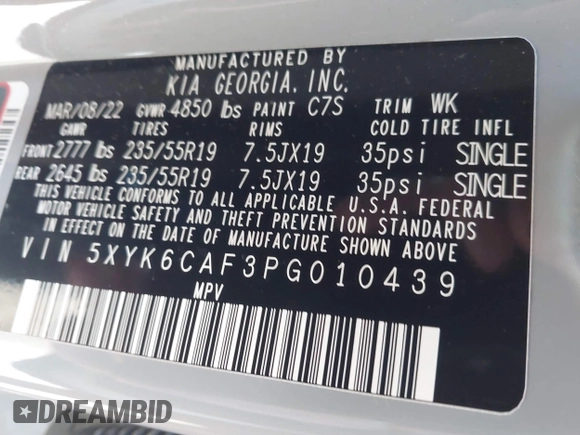 MANUFACTURED BY
KIA GEORGIA, INC.
MAR/08/22 GVWR 4850 lbs PAINT C7S TRIM WK
GAWR TIRES RIMS COLD TIRE INFL
FRONT 2777 lbs 235/55R19 7.5JX19 35psi SINGLE
REAR 2645 lbs 235/55R19 7.5JX19 35psi SINGLE
THIS VEHICLE CONFORMS TO ALL APPLICABLE U.S.A. FEDERAL
MOTOR VEHICLE SAFETY AND THEFT PREVENTION STANDARDS
IN EFFECT ON THE DATE OF MANUFACTURE SHOWN ABOVE.
VIN 5XYK6CAF3PG010439
MPV
DREAMBID